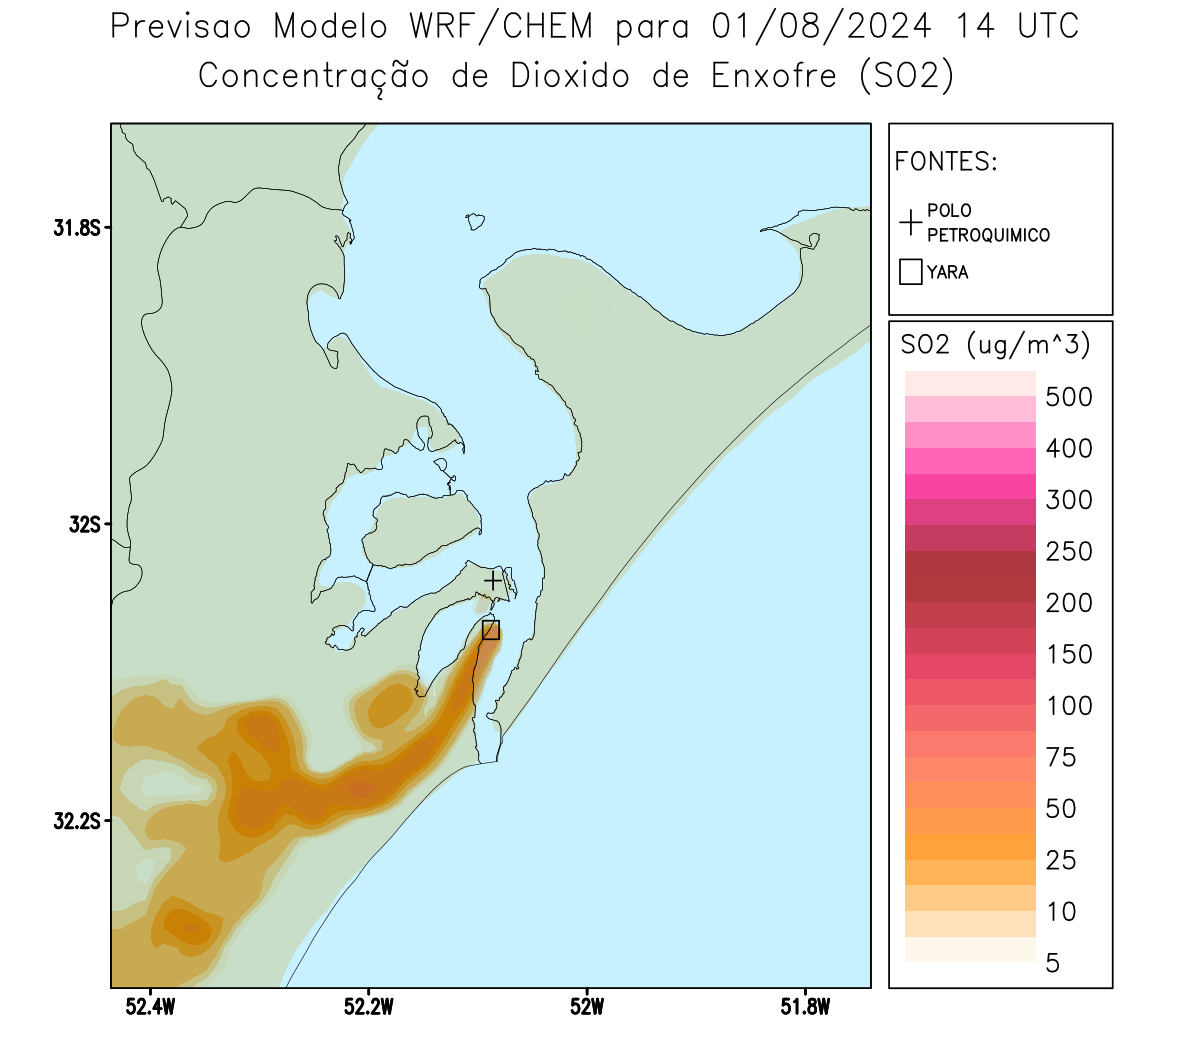 Previsao Modelo WRF/CHEM para 01/08/2024 14 UTC
Concentração de Dioxido de Enxofre (SO2)
FONTES:
POLO
PETROQUIMICO
YARA
SO2 (ug/m^3)
500
400
300
250
200
150
100
75
50
25
10
5
31.8S
32S
32.2S
52.4W
52.2W
52W
51.8W